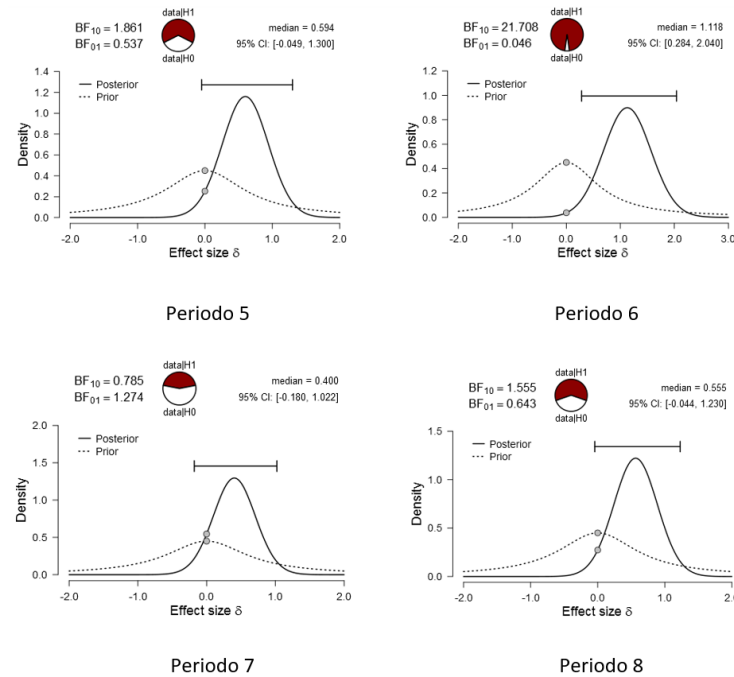 data|H1
BF10 = 1.861
BF01 = 0.537
data|H0
median = 0.594
95% CI: [-0.049, 1.300]
Posterior
Prior
Density
1.4
1.2
1.0
0.8
0.6
0.4
0.2
0.0
-2.0 -1.0 0.0 1.0 2.0
Effect size δ
Periodo 5
data|H1
BF10 = 21.708
BF01 = 0.046
data|H0
median = 1.118
95% CI: [0.284, 2.040]
Posterior
Prior
Density
1.2
1.0
0.8
0.6
0.4
0.2
0.0
-2.0 -1.0 0.0 1.0 2.0 3.0
Effect size δ
Periodo 6
data|H1
BF10 = 0.785
BF01 = 1.274
data|H0
median = 0.400
95% CI: [-0.180, 1.022]
Posterior
Prior
Density
2.0
1.5
1.0
0.5
0.0
-2.0 -1.0 0.0 1.0 2.0
Effect size δ
Periodo 7
data|H1
BF10 = 1.555
BF01 = 0.643
data|H0
median = 0.555
95% CI: [-0.044, 1.230]
Posterior
Prior
Density
1.5
1.0
0.5
0.0
-2.0 -1.0 0.0 1.0 2.0
Effect size δ
Periodo 8